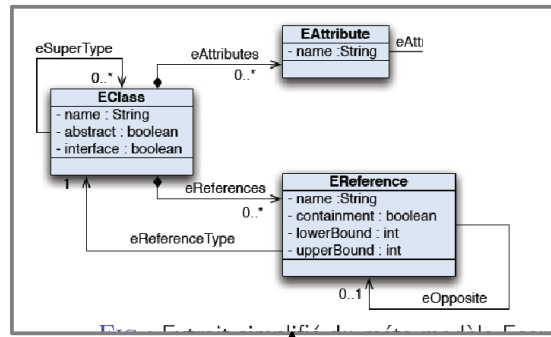 EAttribute
- name :String
eSuperType
eAttributes
0..*
0..*
EClass
- name : String
- abstract : boolean
- interface : boolean
1
eReferences
0..*
EReference
- name :String
- containment : boolean
- lowerBound : int
- upperBound : int
eReferenceType
0..1
eOpposite